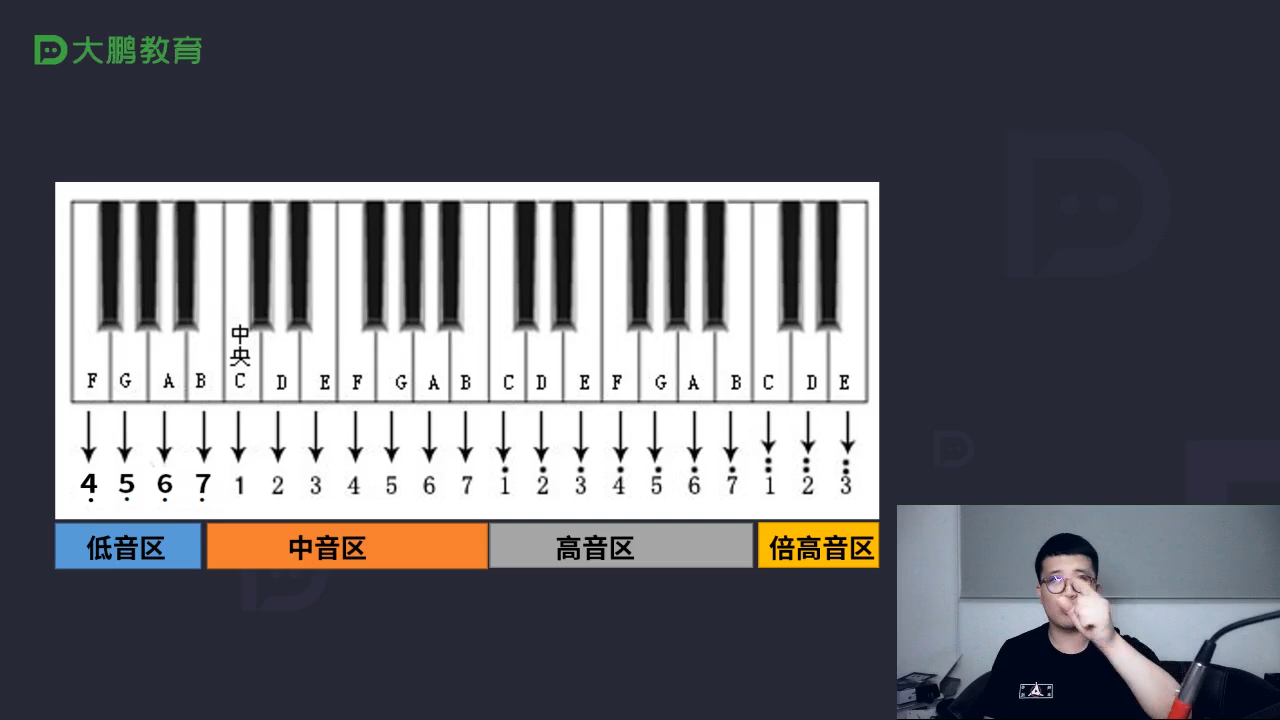 大鹏教育
中
央
F G A B C D E F G A B C D E F G A B C D E
4̣ 5̣ 6̣ 7̣ 1 2 3 4 5 6 7 1̇ 2̇ 3̇ 4̇ 5̇ 6̇ 7̇ 1̈ 2̈ 3̈
低音区 中音区 高音区 倍高音区